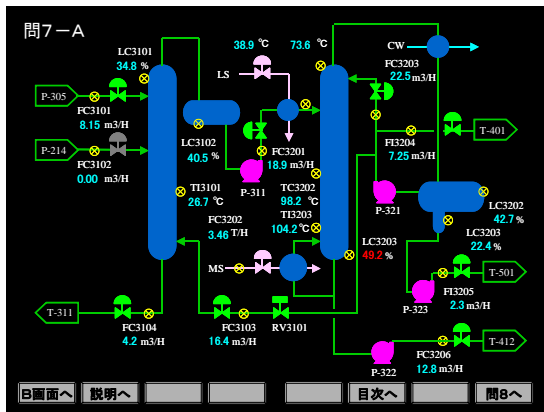 問7-A
LC3101
34.8 %
38.9 ℃
73.6 ℃
CW
FC3203
22.5 m3/H
LS
P-305
FC3101
8.15 m3/H
P-214
FC3102
0.00 m3/H
LC3102
40.5 %
P-311
FC3201
18.9 m3/H
FI3204
7.25 m3/H
T-401
TI3101
26.7 ℃
TC3202
98.2 ℃
P-321
FC3202
3.46 T/H
TI3203
104.2 ℃
LC3202
42.7 %
LC3203
22.4 %
LC3203
49.2 %
MS
P-323
FI3205
2.3 m3/H
T-501
T-311
FC3104
4.2 m3/H
FC3103
16.4 m3/H
RV3101
P-322
FC3206
12.8 m3/H
T-412
B画面へ
説明へ
目次へ
問8へ